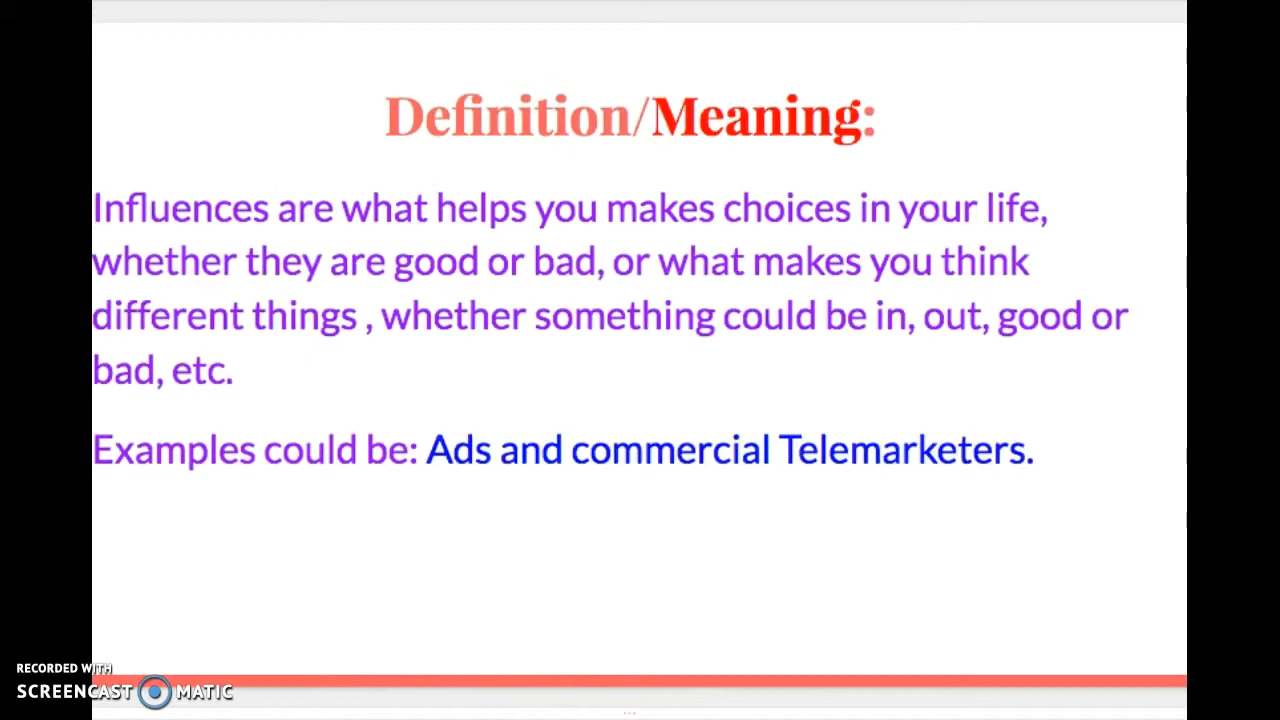 Definition/Meaning:
Influences are what helps you makes choices in your life,
whether they are good or bad, or what makes you think
different things , whether something could be in, out, good or
bad, etc.
Examples could be: Ads and commercial Telemarketers.
RECORDED WITH
SCREENCAST MATIC